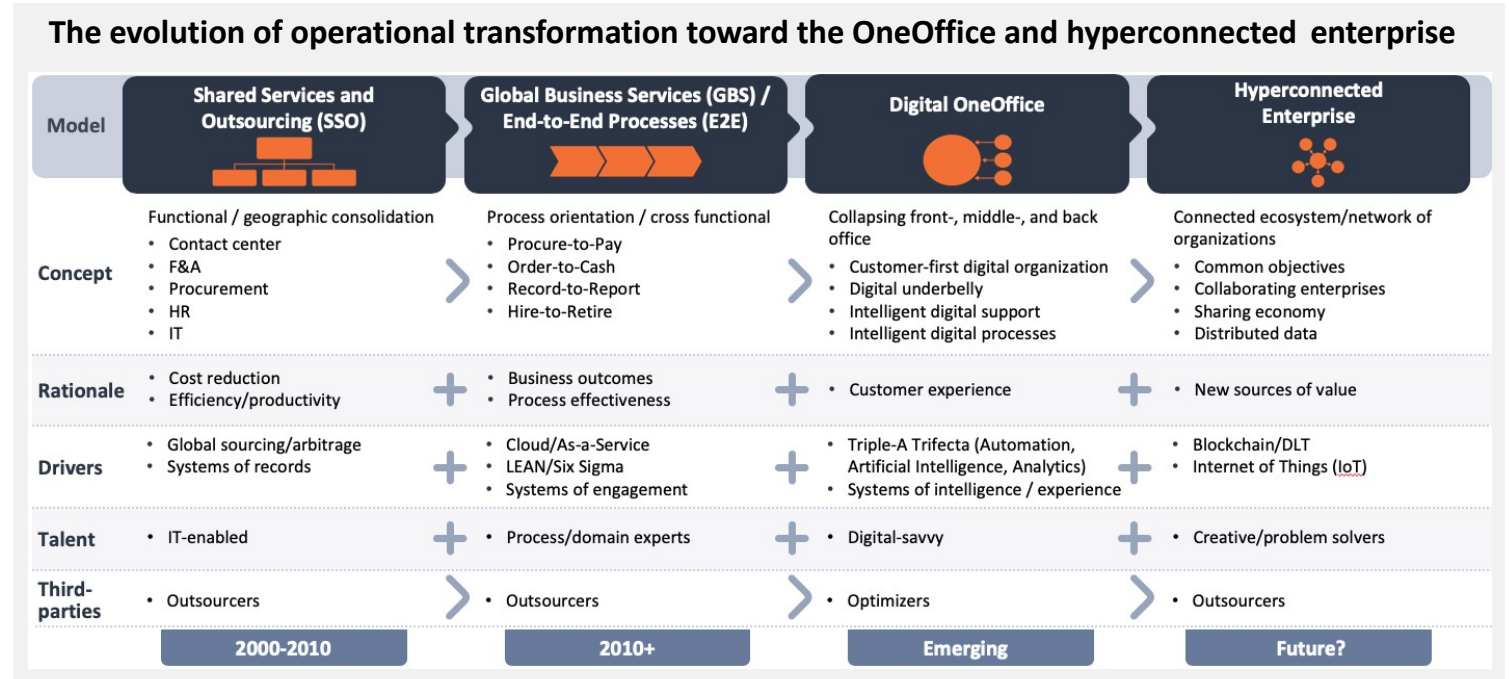 The evolution of operational transformation toward the OneOffice and hyperconnected enterprise
Model
Shared Services and
Outsourcing (SSO)
Global Business Services (GBS) /
End-to-End Processes (E2E)
Digital OneOffice
Hyperconnected
Enterprise
Concept
Functional / geographic consolidation
• Contact center
• F&A
• Procurement
• HR
• IT
Process orientation / cross functional
• Procure-to-Pay
• Order-to-Cash
• Record-to-Report
• Hire-to-Retire
Collapsing front-, middle-, and back
office
• Customer-first digital organization
• Digital underbelly
• Intelligent digital support
• Intelligent digital processes
Connected ecosystem/network of
organizations
• Common objectives
• Collaborating enterprises
• Sharing economy
• Distributed data
Rationale
• Cost reduction
• Efficiency/productivity
• Business outcomes
• Process effectiveness
• Customer experience
• New sources of value
Drivers
• Global sourcing/arbitrage
• Systems of records
• Cloud/As-a-Service
• LEAN/Six Sigma
• Systems of engagement
• Triple-A Trifecta (Automation,
Artificial Intelligence, Analytics)
• Systems of intelligence / experience
• Blockchain/DLT
• Internet of Things (IoT)
Talent
• IT-enabled
• Process/domain experts
• Digital-savvy
• Creative/problem solvers
Third-
parties
• Outsourcers
• Outsourcers
• Optimizers
• Outsourcers
2000-2010
2010+
Emerging
Future?